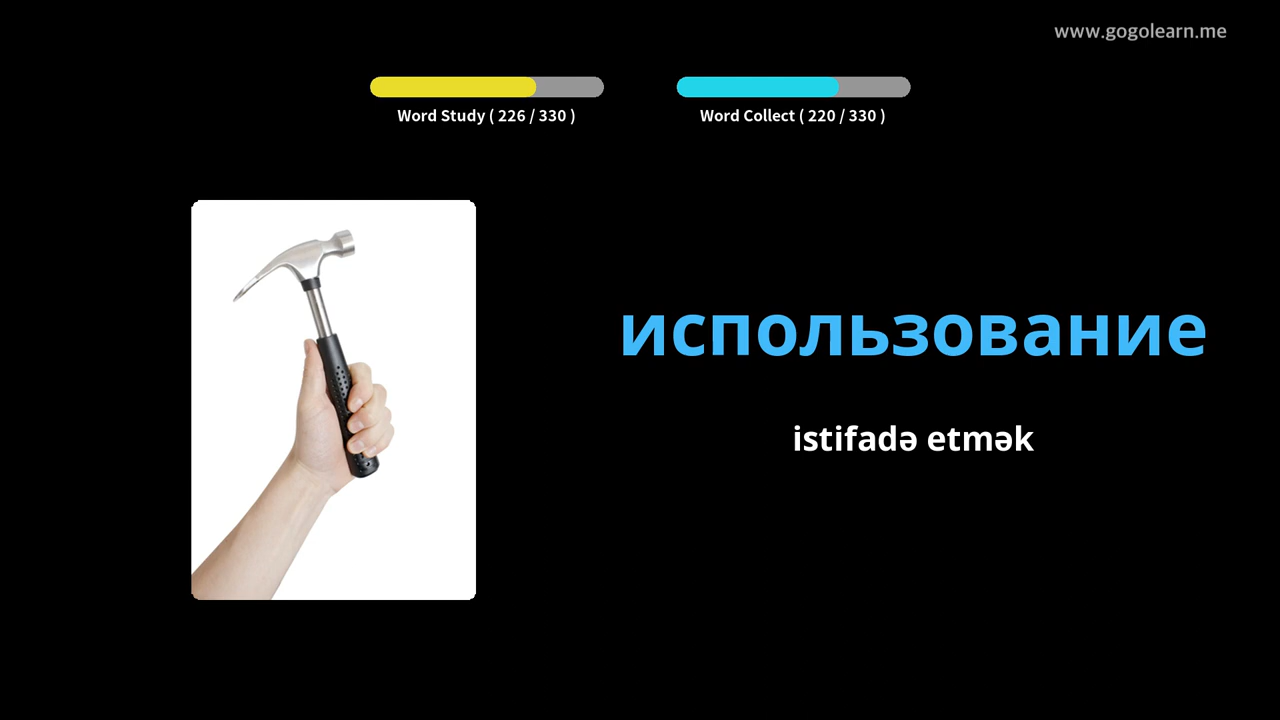 www.gogolearn.me
Word Study ( 226 / 330 )
Word Collect ( 220 / 330 )
использование
istifadə etmək